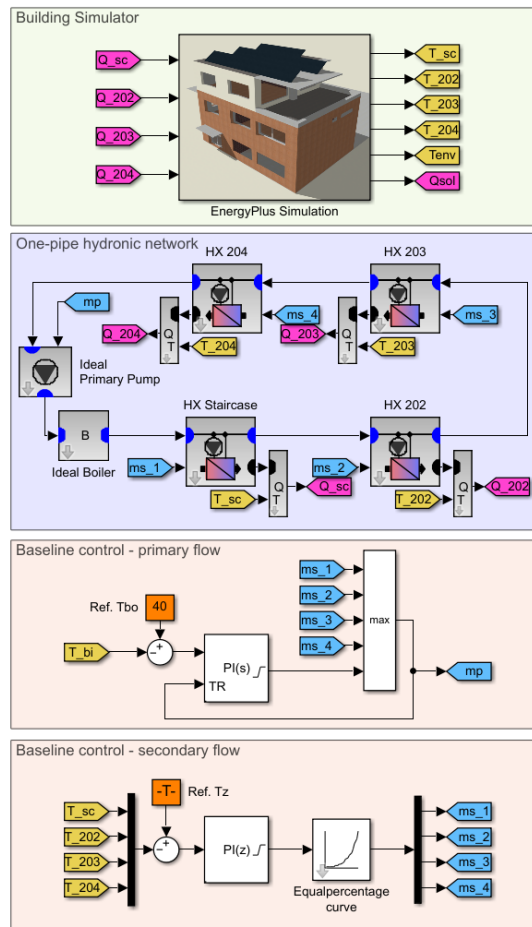 Building Simulator
Q_sc
Q_202
Q_203
Q_204
T_sc
T_202
T_203
T_204
Tenv
Qsol
EnergyPlus Simulation
One-pipe hydronic network
HX 204
HX 203
mp
ms_4
ms_3
Q_204
Q
T
T_204
Q_203
Q
T
T_203
Ideal
Primary Pump
B
Ideal Boiler
HX Staircase
HX 202
ms_1
ms_2
T_sc
Q
T
Q_sc
T_202
Q
T
Q_202
Baseline control - primary flow
Ref. Tbo
40
T_bi
− +
PI(s)
TR
ms_1
ms_2
ms_3
ms_4
max
mp
Baseline control - secondary flow
T_sc
T_202
T_203
T_204
-T-
Ref. Tz
− +
PI(z)
Equalpercentage
curve
ms_1
ms_2
ms_3
ms_4